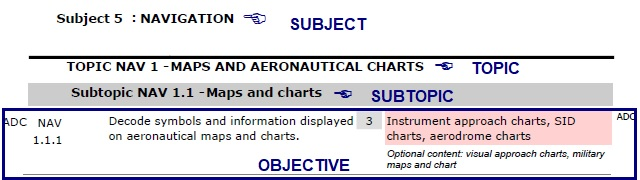 Subject 5 : NAVIGATION SUBJECT
TOPIC NAV 1 -MAPS AND AERONAUTICAL CHARTS TOPIC
Subtopic NAV 1.1 -Maps and charts SUBTOPIC
ADC NAV 1.1.1 Decode symbols and information displayed on aeronautical maps and charts. 3 Instrument approach charts, SID charts, aerodrome charts ADC
Optional content: visual approach charts, military maps and chart
OBJECTIVE